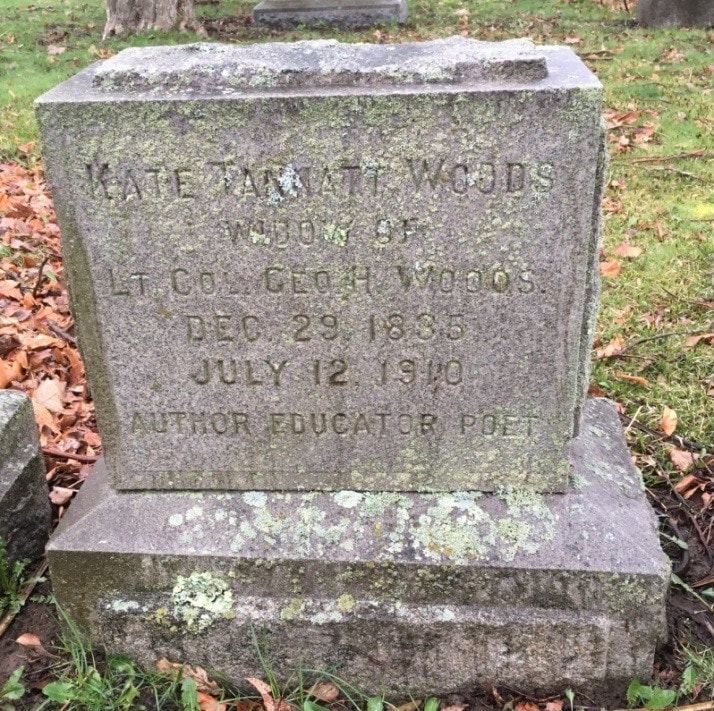 KATE TANNATT WOODS
WIDOW OF
LT. COL. GEO. H. WOODS.
DEC. 29, 1835
JULY 12, 1910
AUTHOR EDUCATOR POET